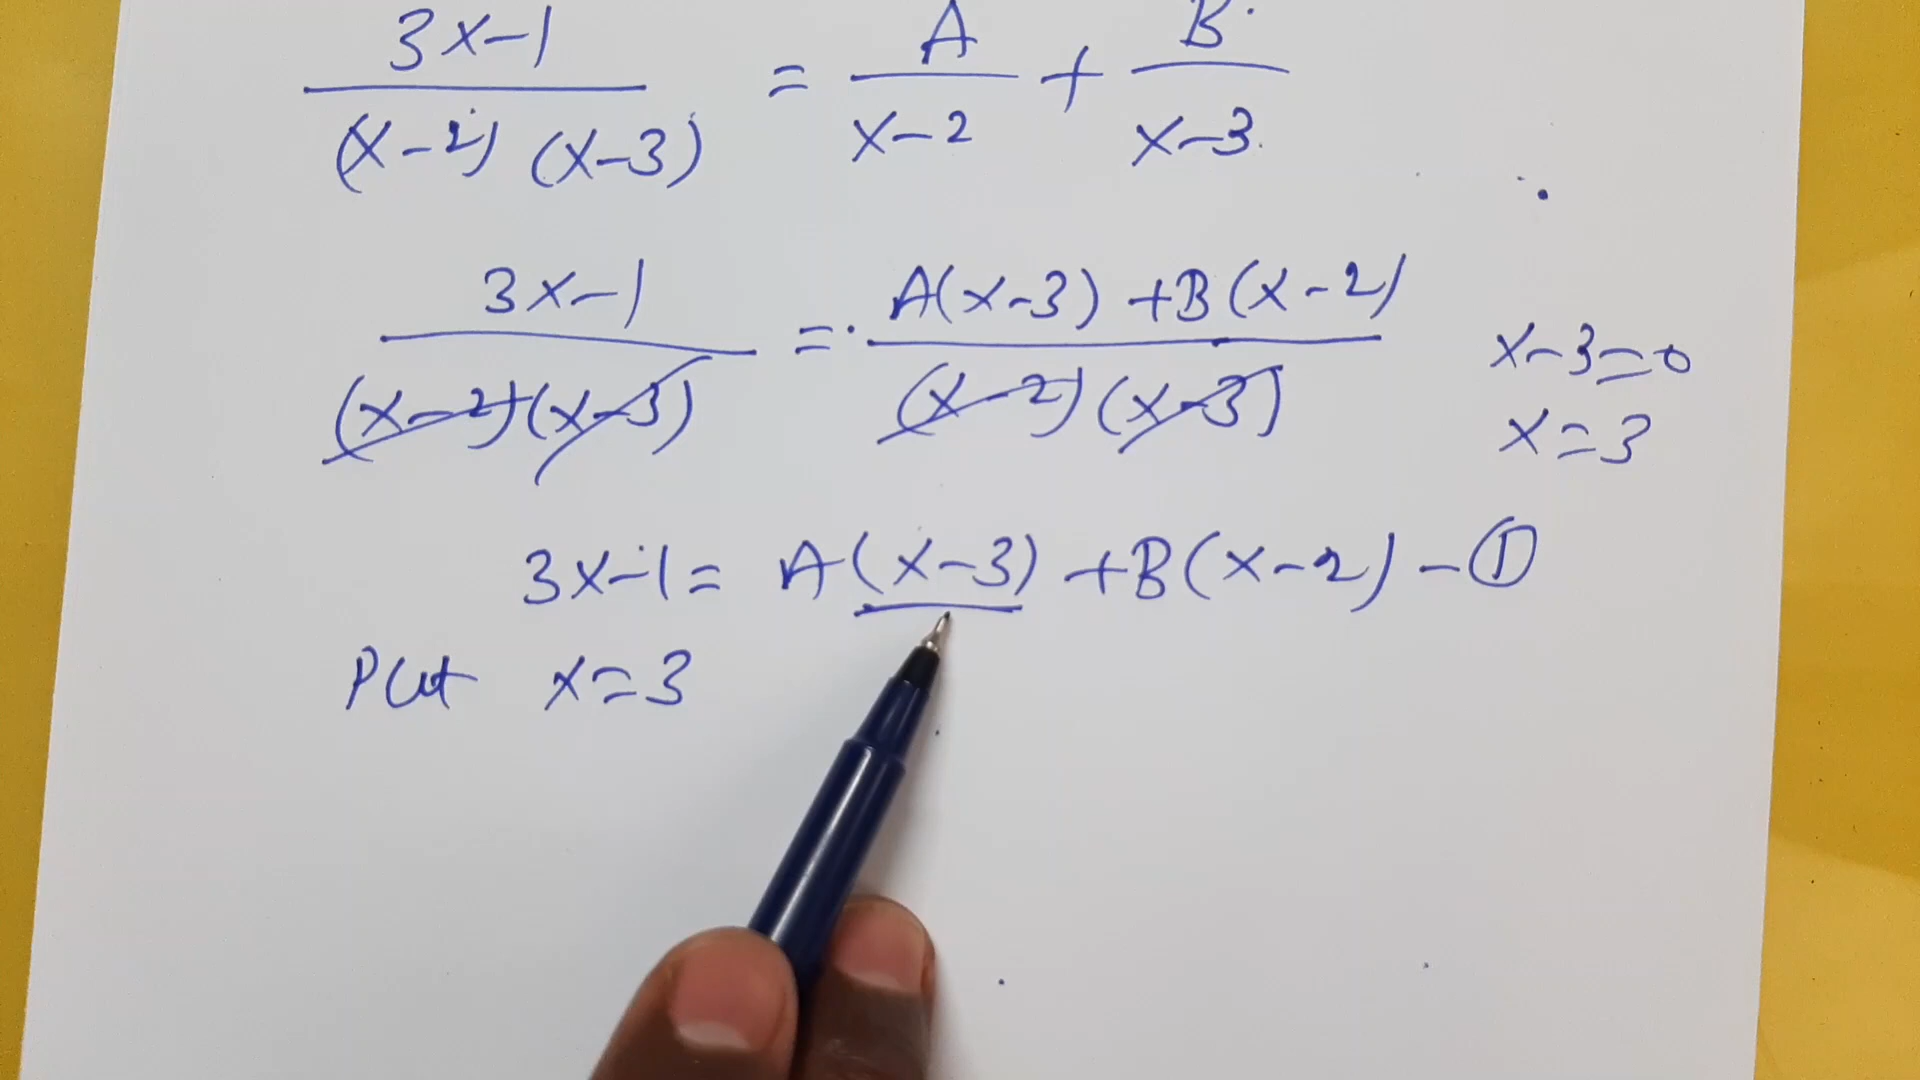 3x-1 / (x-2) (x-3) = A / x-2 + B / x-3
3x-1 / (x-2)(x-3) = A(x-3) +B(x-2) / (x-2)(x-3)
x-3=0
x=3
3x-1= A(x-3) +B(x-2) - ①
Put x=3